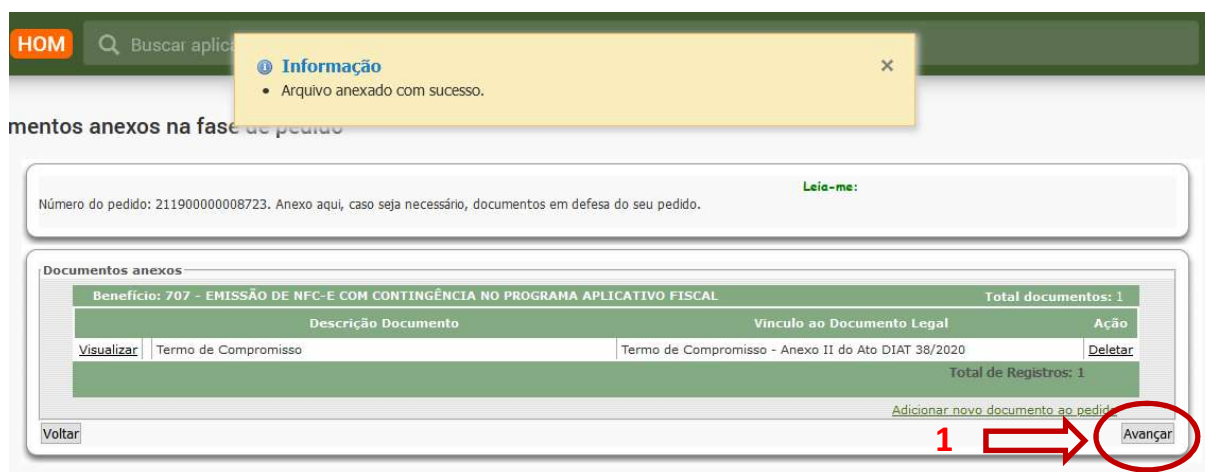 HOM
Buscar aplica
Informação
• Arquivo anexado com sucesso.
×
mentos anexos na fase de pedido
Leia-me:
Número do pedido: 211900000008723. Anexo aqui, caso seja necessário, documentos em defesa do seu pedido.
Documentos anexos
Benefício: 707 - EMISSÃO DE NFC-E COM CONTINGÊNCIA NO PROGRAMA APLICATIVO FISCAL Total documentos: 1
Descrição Documento Vinculo ao Documento Legal Ação
Visualizar Termo de Compromisso Termo de Compromisso - Anexo II do Ato DIAT 38/2020 Deletar
Total de Registros: 1
Adicionar novo documento ao pedido
Voltar 1 Avançar